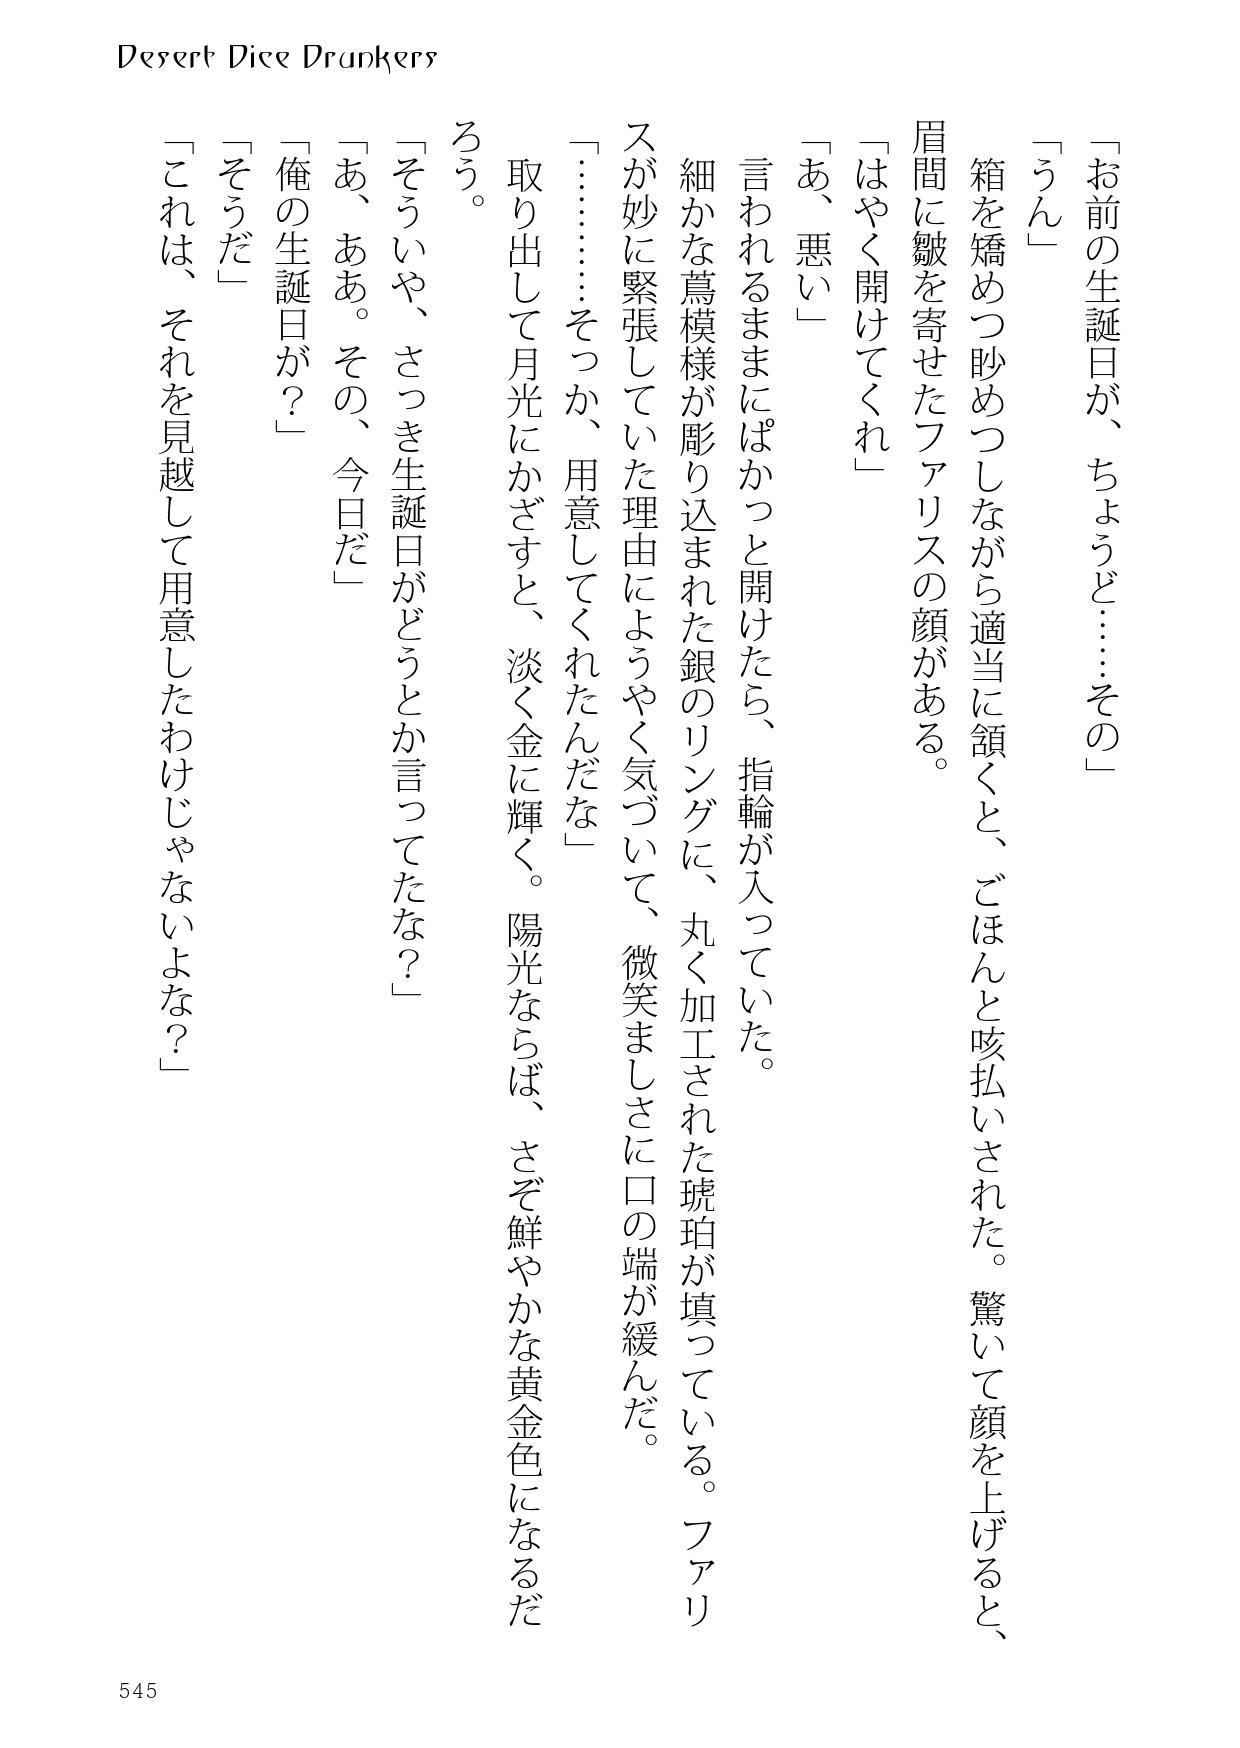 Desert Dice Drunkers
「お前の生誕日が、ちょうど……その」
「うん」
　箱を矯めつ眇めつしながら適当に頷くと、ごほんと咳払いされた。驚いて顔を上げると、
眉間に皺を寄せたファリスの顔がある。
「はやく開けてくれ」
「あ、悪い」
　言われるままにぱかっと開けたら、指輪が入っていた。
　細かな蔦模様が彫り込まれた銀のリングに、丸く加工された琥珀が填っている。ファリ
スが妙に緊張していた理由にようやく気づいて、微笑ましさに口の端が緩んだ。
「…………そっか、用意してくれたんだな」
　取り出して月光にかざすと、淡く金に輝く。陽光ならば、さぞ鮮やかな黄金色になるだ
ろう。
「そういや、さっき生誕日がどうとか言ってたな？」
「あ、ああ。その、今日だ」
「俺の生誕日が？」
「そうだ」
「これは、それを見越して用意したわけじゃないよな？」
545